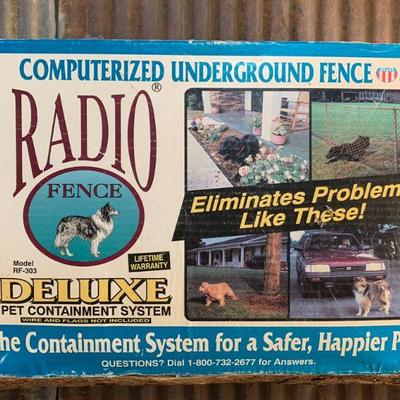 COMPUTERIZED UNDERGROUND FENCE
RADIO®
FENCE
Eliminates Problem
Like These!
Model
RF-303
LIFETIME
WARRANTY
DELUXE
PET CONTAINMENT SYSTEM
WIRE AND FLAGS NOT INCLUDED
he Containment System for a Safer, Happier P
QUESTIONS? Dial 1-800-732-2677 for Answers.